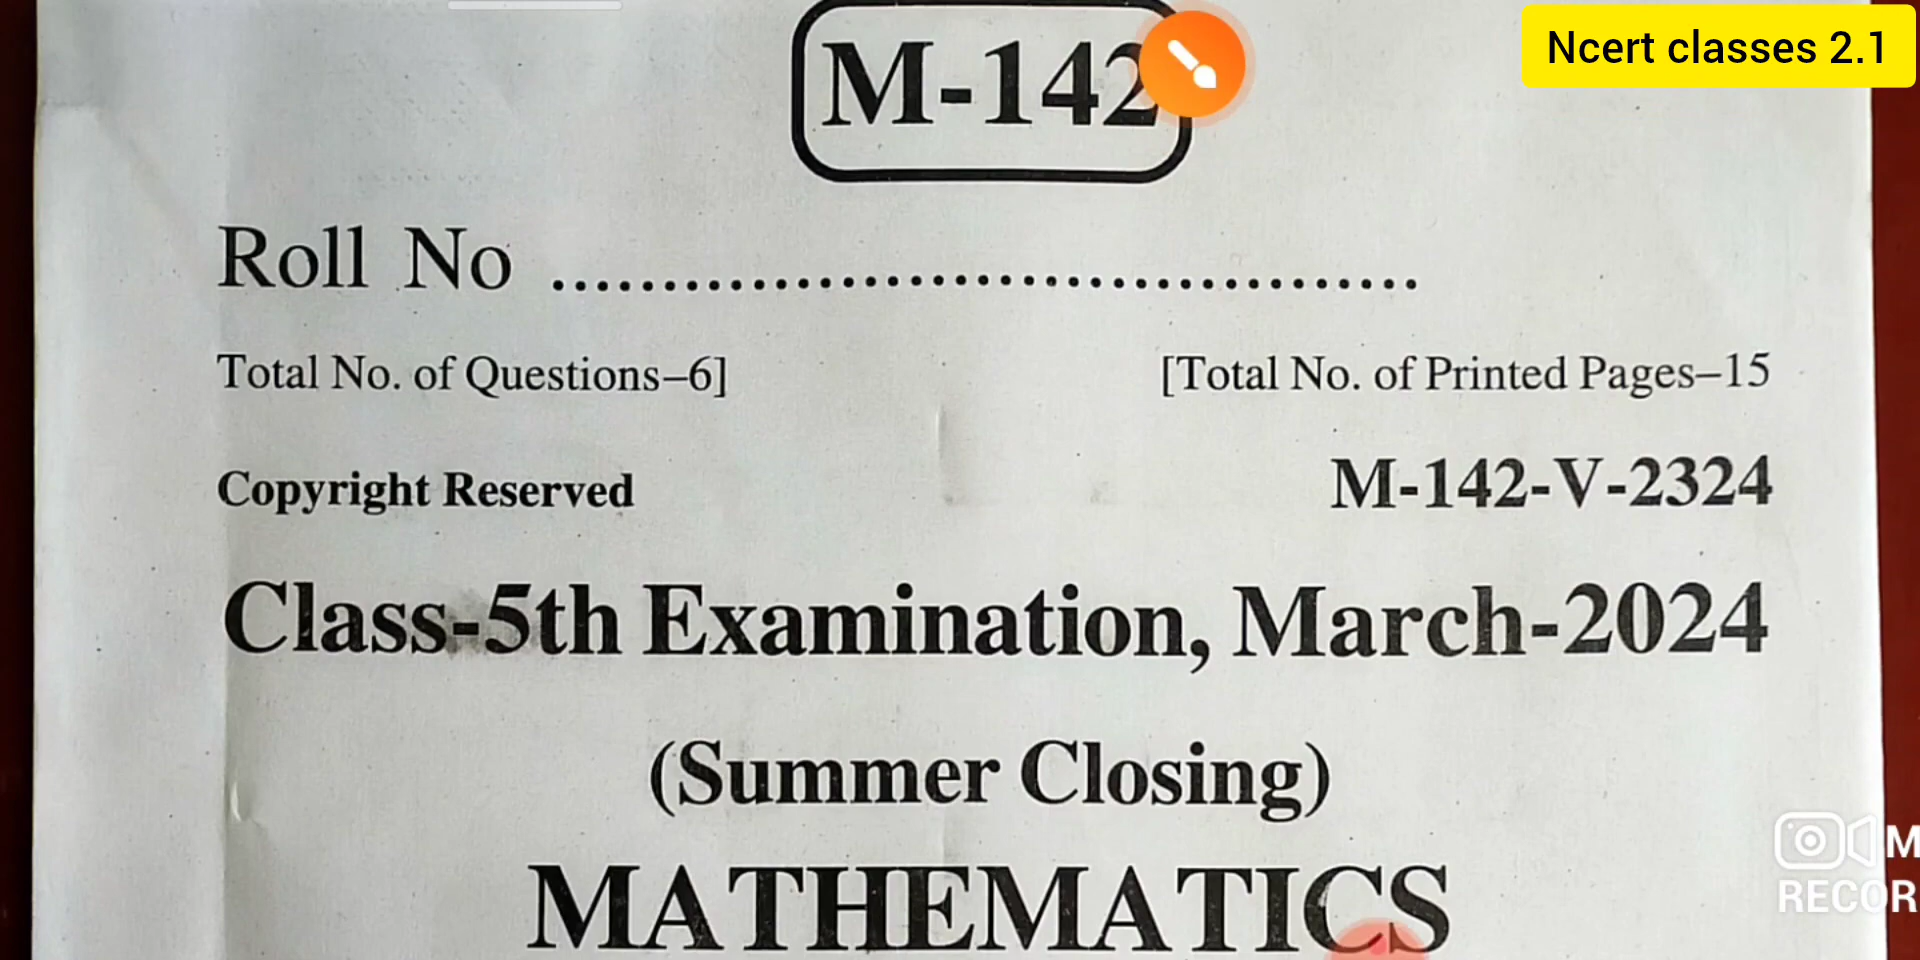 M-142
Ncert classes 2.1
Roll No ........................................
Total No. of Questions–6]
[Total No. of Printed Pages–15
Copyright Reserved
M-142-V-2324
Class-5th Examination, March-2024
(Summer Closing)
MATHEMATICS